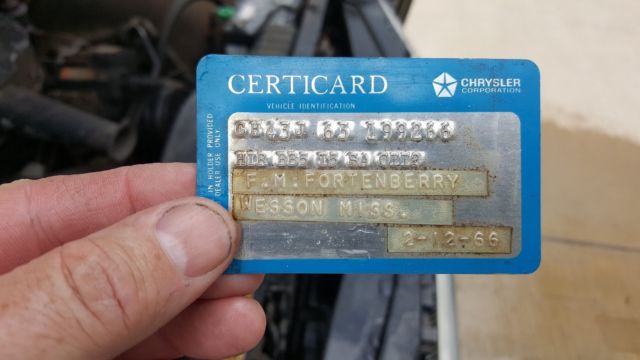 CERTICARD
CHRYSLER
CORPORATION
VEHICLE IDENTIFICATION
IN HOLDER PROVIDED
DEALER USE ONLY.
63 199266
F.M.FORTENBERRY
WESSON MISS.
2-12-66